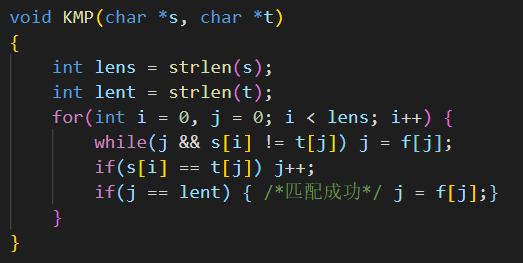 void KMP(char *s, char *t)
{
    int lens = strlen(s);
    int lent = strlen(t);
    for(int i = 0, j = 0; i < lens; i++) {
        while(j && s[i] != t[j]) j = f[j];
        if(s[i] == t[j]) j++;
        if(j == lent) { /*匹配成功*/ j = f[j];}
    }
}